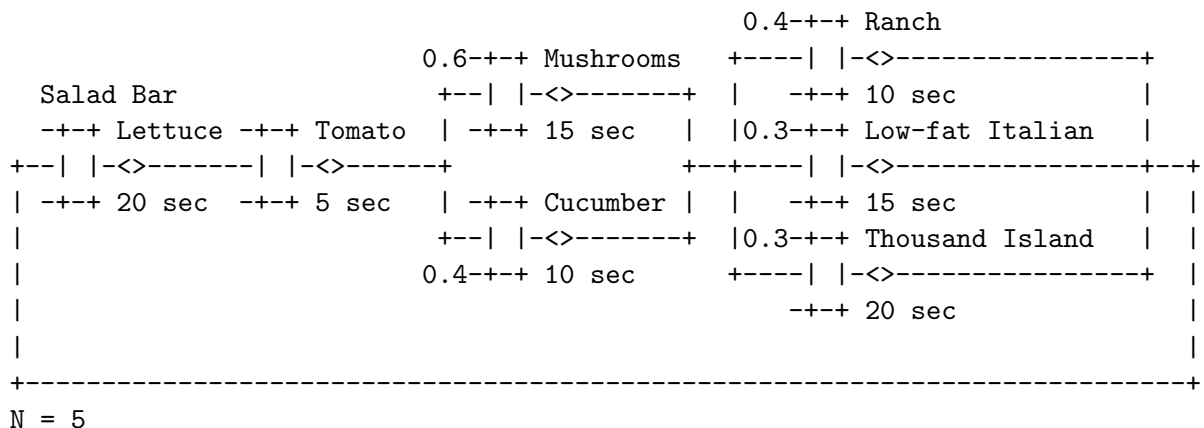 0.4-+-+ Ranch
0.6-+-+ Mushrooms +----| |-<>----------------+
Salad Bar +--| |-<>-------+ | -+-+ 10 sec |
-+-+ Lettuce -+-+ Tomato | -+-+ 15 sec | |0.3-+-+ Low-fat Italian |
+--| |-<>-------| |-<>------+ +--+----| |-<>----------------+--+
| -+-+ 20 sec -+-+ 5 sec | -+-+ Cucumber | | -+-+ 15 sec | |
| +--| |-<>-------+ |0.3-+-+ Thousand Island | |
| 0.4-+-+ 10 sec +----| |-<>----------------+ |
| -+-+ 20 sec |
| |
+----------------------------------------------------------------------------+
N = 5